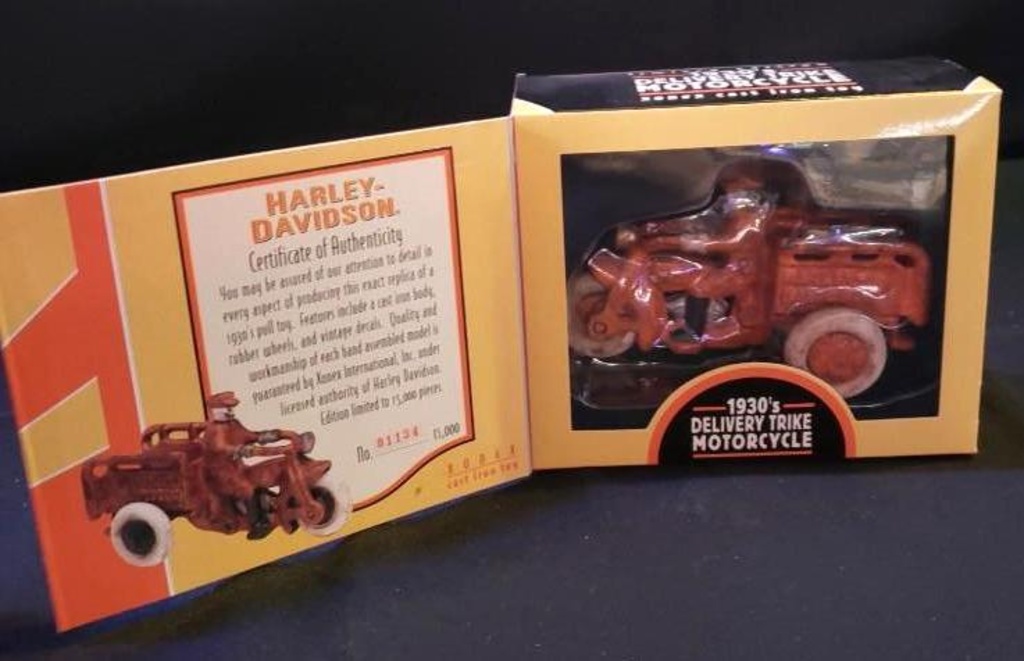 HARLEY-
DAVIDSON
Certificate of Authenticity
You may be assured of our attention to detail in
every aspect of producing this exact replica of a
1930's pull toy. Features include a cast iron body,
rubber wheels, and vintage decals. Quality and
workmanship of each hand assembled model is
guaranteed by Xonex International, Inc. under
licensed authority of Harley Davidson.
Edition limited to 15,000 pieces
No. 01134 15,000
cast iron toy
DELIVERY TRIKE
MOTORCYCLE
xonex cast iron toy
1930's
DELIVERY TRIKE
MOTORCYCLE